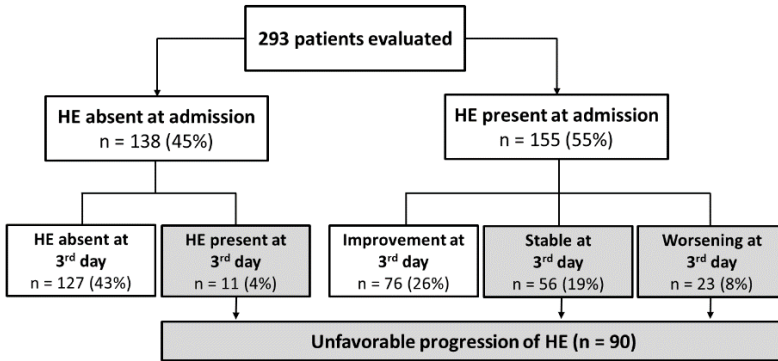 293 patients evaluated
HE absent at admission
n = 138 (45%)
HE present at admission
n = 155 (55%)
HE absent at
3rd day
n = 127 (43%)
HE present at
3rd day
n = 11 (4%)
Improvement at
3rd day
n = 76 (26%)
Stable at
3rd day
n = 56 (19%)
Worsening at
3rd day
n = 23 (8%)
Unfavorable progression of HE (n = 90)